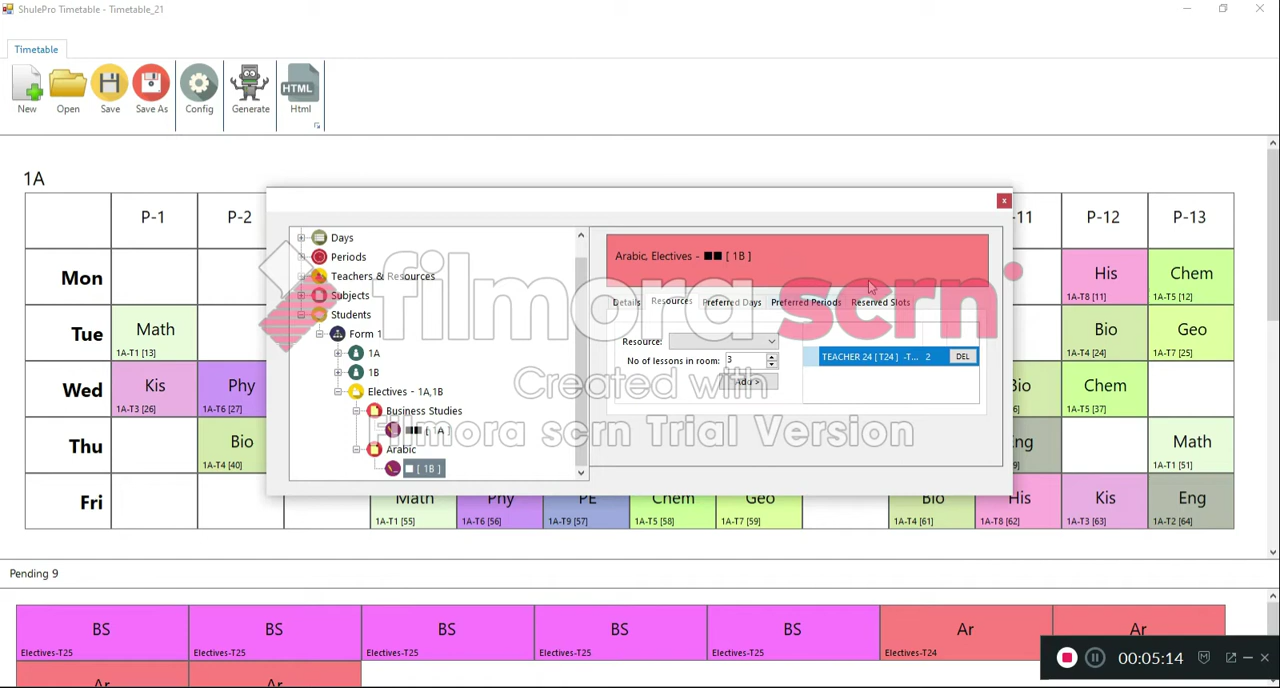 ShulePro Timetable - Timetable_21
Timetable
New Open Save Save As Config Generate HTML Html
1A
P-1 P-2 -11 P-12 P-13
Mon His Chem
1A-T8 [11] 1A-T5 [12]
Tue Math Bio Geo
1A-T1 [13] 1A-T4 [24] 1A-T7 [25]
Wed Kis Phy Bio Chem
1A-T3 [26] 1A-T6 [27] 1A-T5 [37]
Thu Bio ng Math
1A-T4 [40] 1A-T1 [51]
Fri Math Phy PE Chem Geo Bio His Kis Eng
1A-T1 [55] 1A-T6 [56] 1A-T9 [57] 1A-T5 [58] 1A-T7 [59] 1A-T4 [61] 1A-T8 [62] 1A-T3 [63] 1A-T2 [64]
x
Days
Periods
Teachers & Resources
Subjects
Students
Form 1
1A
1B
Electives - 1A,1B
Business Studies
[ 1A ]
Arabic
[ 1B ]
Arabic, Electives - ■■ [ 1B ]
Details Resources Preferred Days Preferred Periods Reserved Slots
Resource:
No of lessons in room: 3
Add >
TEACHER 24 [ T24 ] -T... 2 DEL
filmora scrn
Created with
Filmora scrn Trial Version
Pending 9
BS BS BS BS BS Ar Ar
Electives-T25 Electives-T25 Electives-T25 Electives-T25 Electives-T25 Electives-T24
Ar Ar
00:05:14